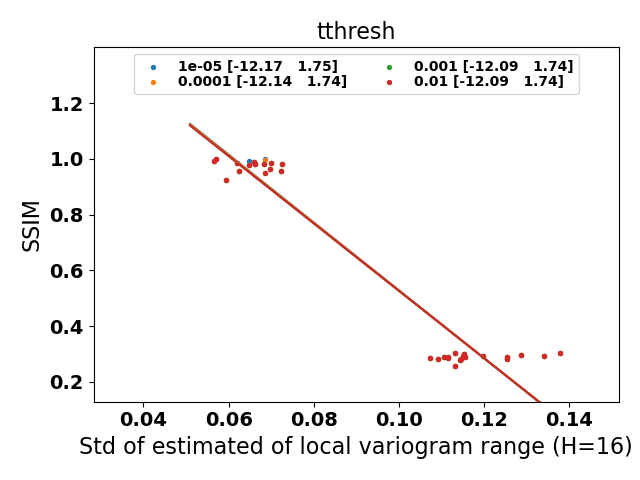 tthresh
1e-05 [-12.17   1.75]
0.0001 [-12.14   1.74]
0.001 [-12.09   1.74]
0.01 [-12.09   1.74]
SSIM
1.2
1.0
0.8
0.6
0.4
0.2
0.04 0.06 0.08 0.10 0.12 0.14
Std of estimated of local variogram range (H=16)